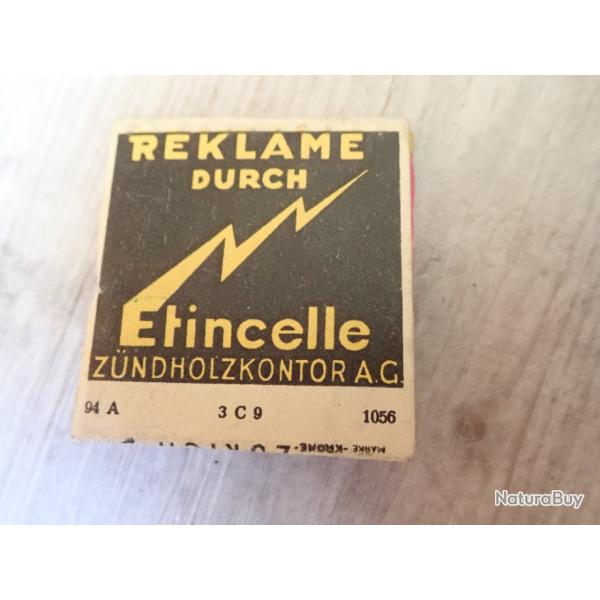 REKLAME
DURCH
Etincelle
ZÜNDHOLZKONTOR A.G.
94 A 3 C 9 1056
MARKE-KRONE-
NaturaBuy